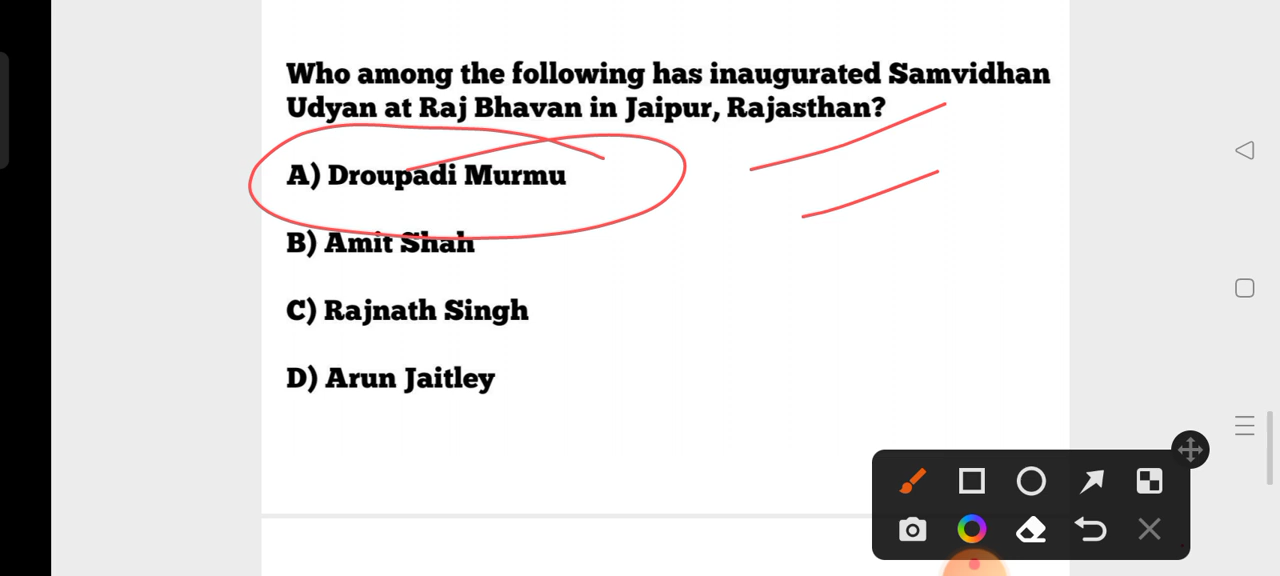 Who among the following has inaugurated Samvidhan
Udyan at Raj Bhavan in Jaipur, Rajasthan?
A) Droupadi Murmu
B) Amit Shah
C) Rajnath Singh
D) Arun Jaitley